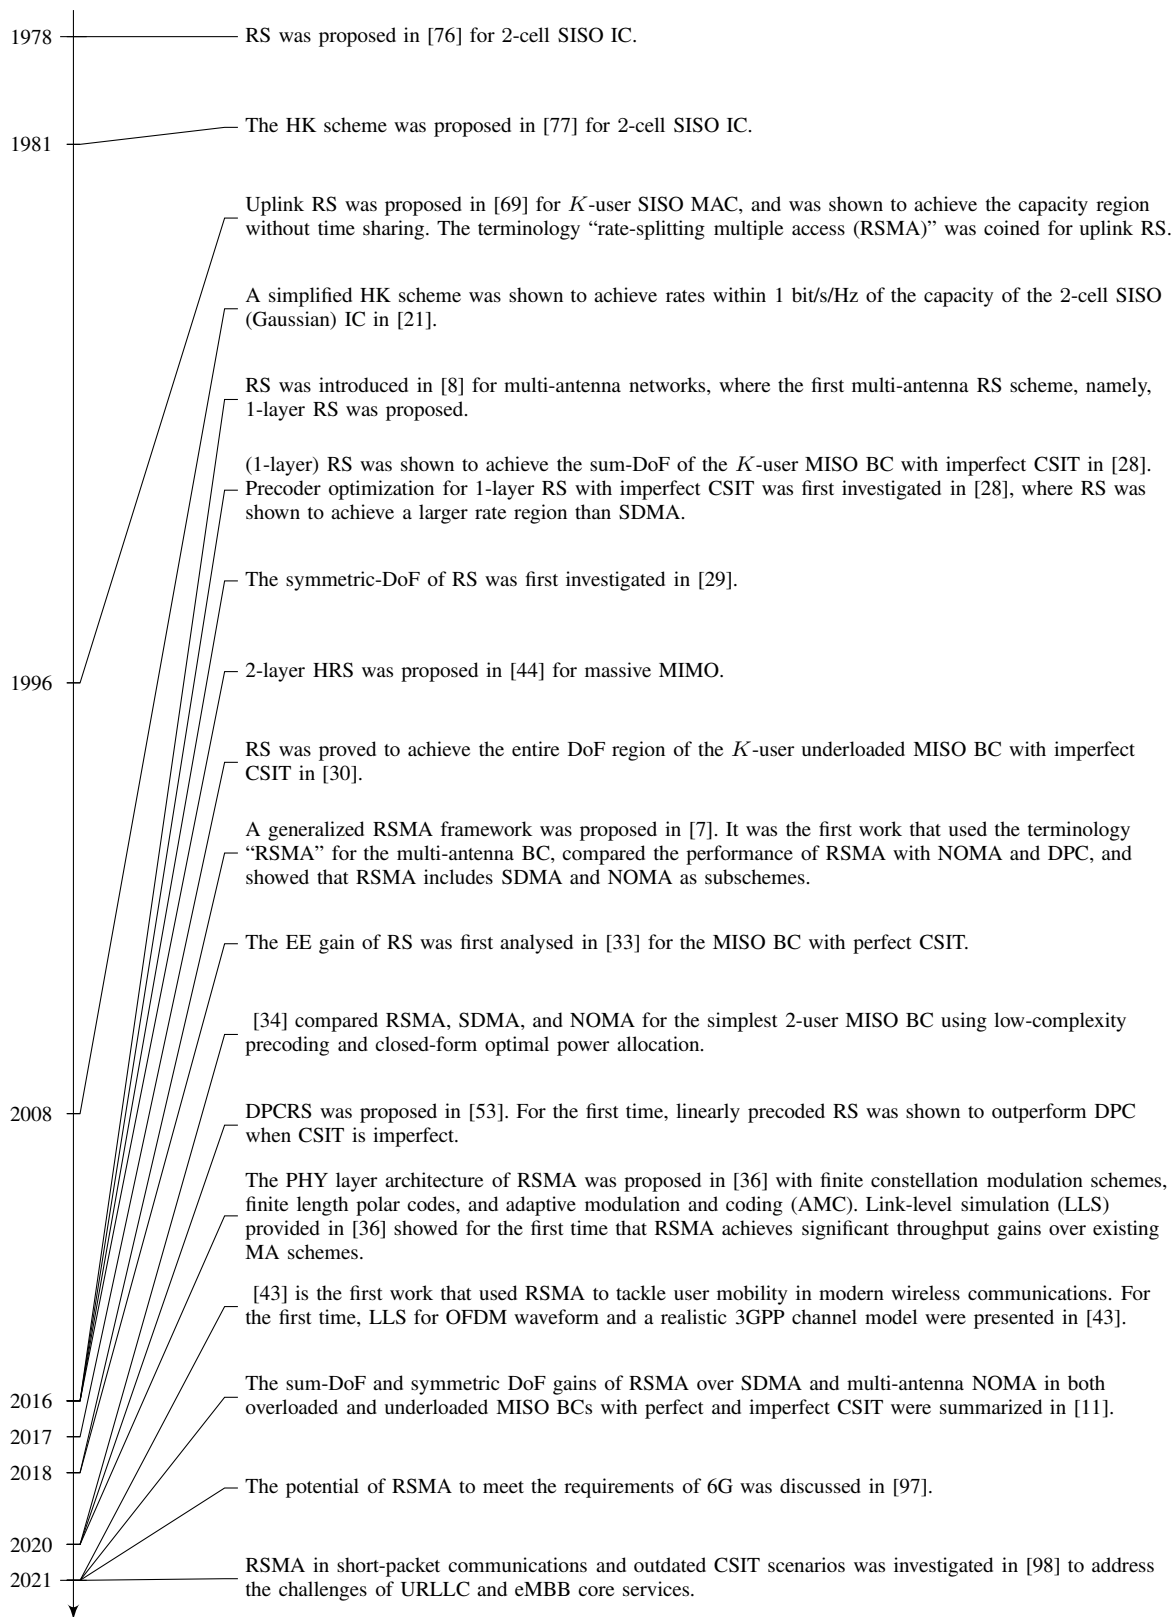 1978
RS was proposed in [76] for 2-cell SISO IC.
The HK scheme was proposed in [77] for 2-cell SISO IC.
1981
Uplink RS was proposed in [69] for K-user SISO MAC, and was shown to achieve the capacity region
without time sharing. The terminology “rate-splitting multiple access (RSMA)” was coined for uplink RS.
A simplified HK scheme was shown to achieve rates within 1 bit/s/Hz of the capacity of the 2-cell SISO
(Gaussian) IC in [21].
RS was introduced in [8] for multi-antenna networks, where the first multi-antenna RS scheme, namely,
1-layer RS was proposed.
(1-layer) RS was shown to achieve the sum-DoF of the K-user MISO BC with imperfect CSIT in [28].
Precoder optimization for 1-layer RS with imperfect CSIT was first investigated in [28], where RS was
shown to achieve a larger rate region than SDMA.
The symmetric-DoF of RS was first investigated in [29].
2-layer HRS was proposed in [44] for massive MIMO.
1996
RS was proved to achieve the entire DoF region of the K-user underloaded MISO BC with imperfect
CSIT in [30].
A generalized RSMA framework was proposed in [7]. It was the first work that used the terminology
“RSMA” for the multi-antenna BC, compared the performance of RSMA with NOMA and DPC, and
showed that RSMA includes SDMA and NOMA as subschemes.
The EE gain of RS was first analysed in [33] for the MISO BC with perfect CSIT.
[34] compared RSMA, SDMA, and NOMA for the simplest 2-user MISO BC using low-complexity
precoding and closed-form optimal power allocation.
2008
DPCRS was proposed in [53]. For the first time, linearly precoded RS was shown to outperform DPC
when CSIT is imperfect.
The PHY layer architecture of RSMA was proposed in [36] with finite constellation modulation schemes,
finite length polar codes, and adaptive modulation and coding (AMC). Link-level simulation (LLS)
provided in [36] showed for the first time that RSMA achieves significant throughput gains over existing
MA schemes.
[43] is the first work that used RSMA to tackle user mobility in modern wireless communications. For
the first time, LLS for OFDM waveform and a realistic 3GPP channel model were presented in [43].
The sum-DoF and symmetric DoF gains of RSMA over SDMA and multi-antenna NOMA in both
2016
overloaded and underloaded MISO BCs with perfect and imperfect CSIT were summarized in [11].
2017
2018
The potential of RSMA to meet the requirements of 6G was discussed in [97].
2020
RSMA in short-packet communications and outdated CSIT scenarios was investigated in [98] to address
2021
the challenges of URLLC and eMBB core services.